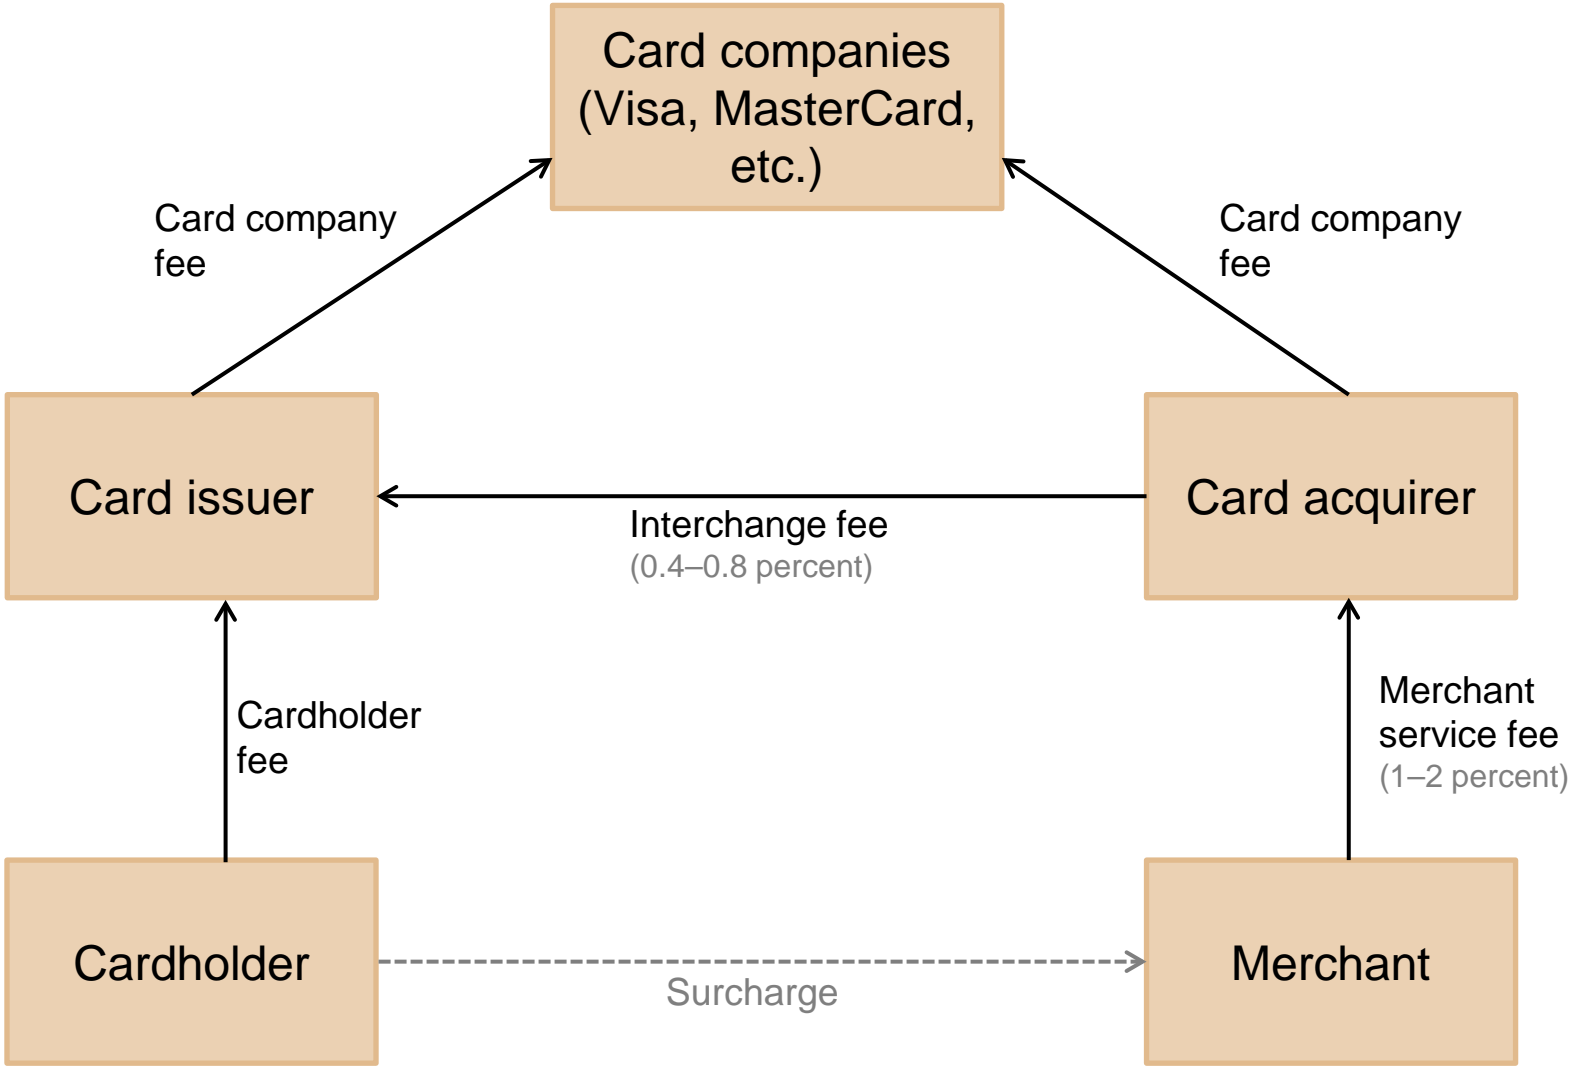 Card companies
(Visa, MasterCard,
etc.)
Card company
fee
Card company
fee
Card issuer
Card acquirer
Interchange fee
(0.4–0.8 percent)
Cardholder
fee
Merchant
service fee
(1–2 percent)
Cardholder
Merchant
Surcharge